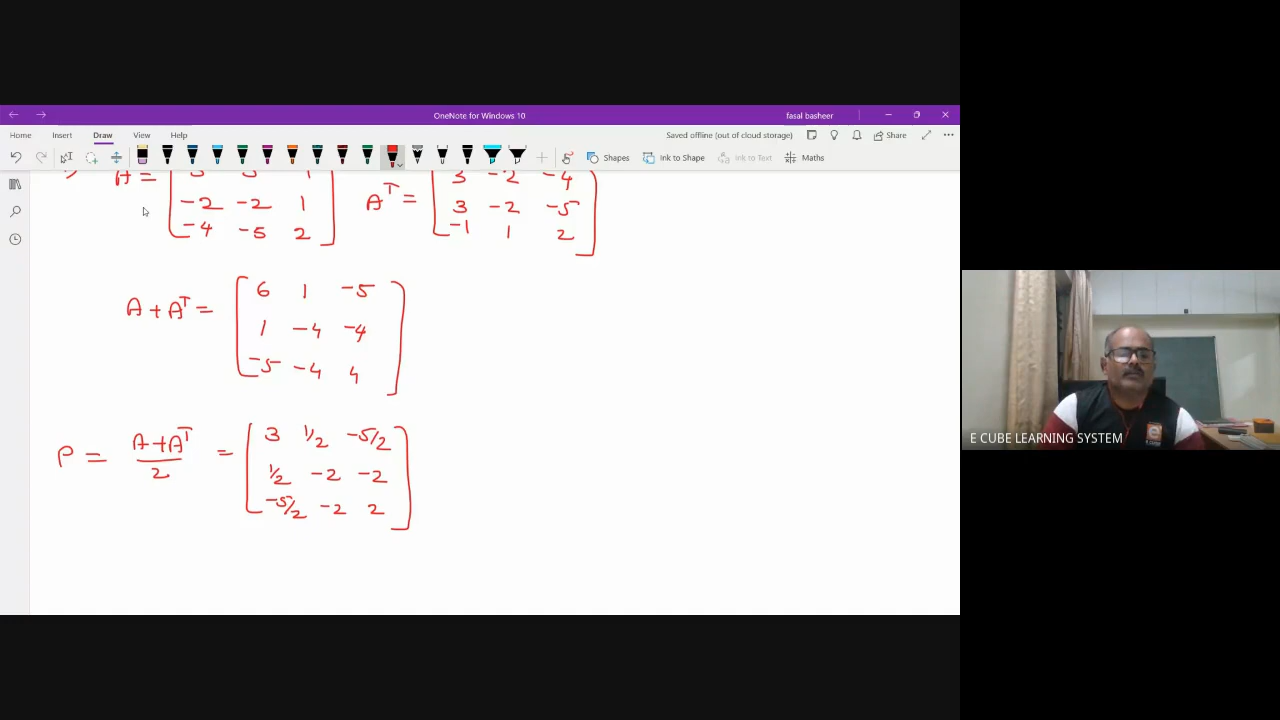 OneNote for Windows 10
fasal basheer
Home Insert Draw View Help
Saved offline (out of cloud storage)
Share
Shapes
Ink to Shape
Ink to Text
Maths
A =
-2 -2 1
-4 -5 2
Aᵀ =
3 -2 -4
3 -2 -5
-1 1 2
A + Aᵀ =
6 1 -5
1 -4 -4
-5 -4 4
P = A+Aᵀ/2 =
3 1/2 -5/2
1/2 -2 -2
-5/2 -2 2
E CUBE LEARNING SYSTEM